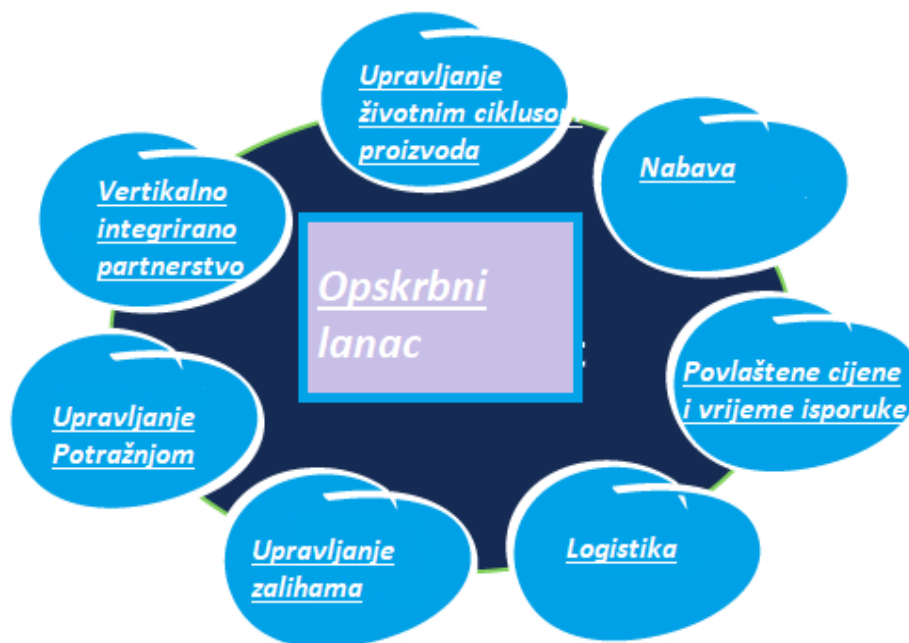 Upravljanje
životnim ciklusom
proizvoda
Nabava
Vertikalno
integrirano
partnerstvo
Opskrbni
lanac
Povlaštene cijene
i vrijeme isporuke
Upravljanje
Potražnjom
Upravljanje
zalihama
Logistika